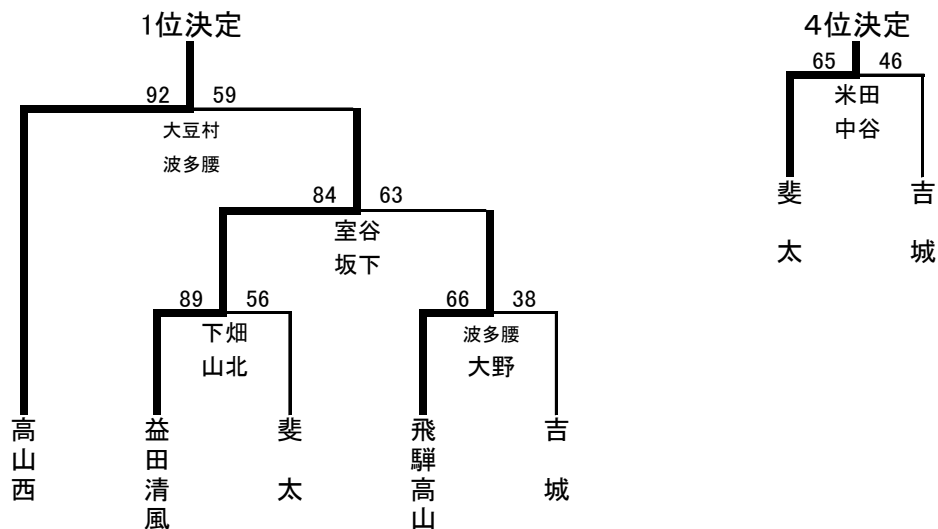 1位決定
92 59
大豆村
波多腰
84 63
室谷
坂下
89 56
下畑
山北
66 38
波多腰
大野
高山西
益田清風
斐太
飛騨高山
吉城
4位決定
65 46
米田
中谷
斐太
吉城